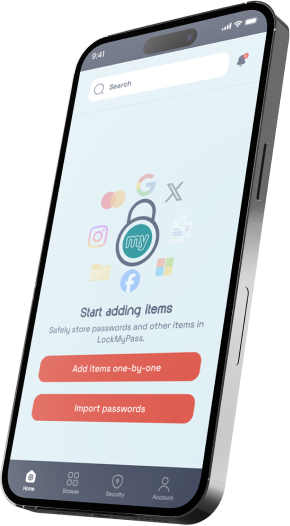 9:41
Search
my
Start adding items
Safely store passwords and other items in
LockMyPass.
Add items one-by-one
Import passwords
Home
Browse
Security
Account